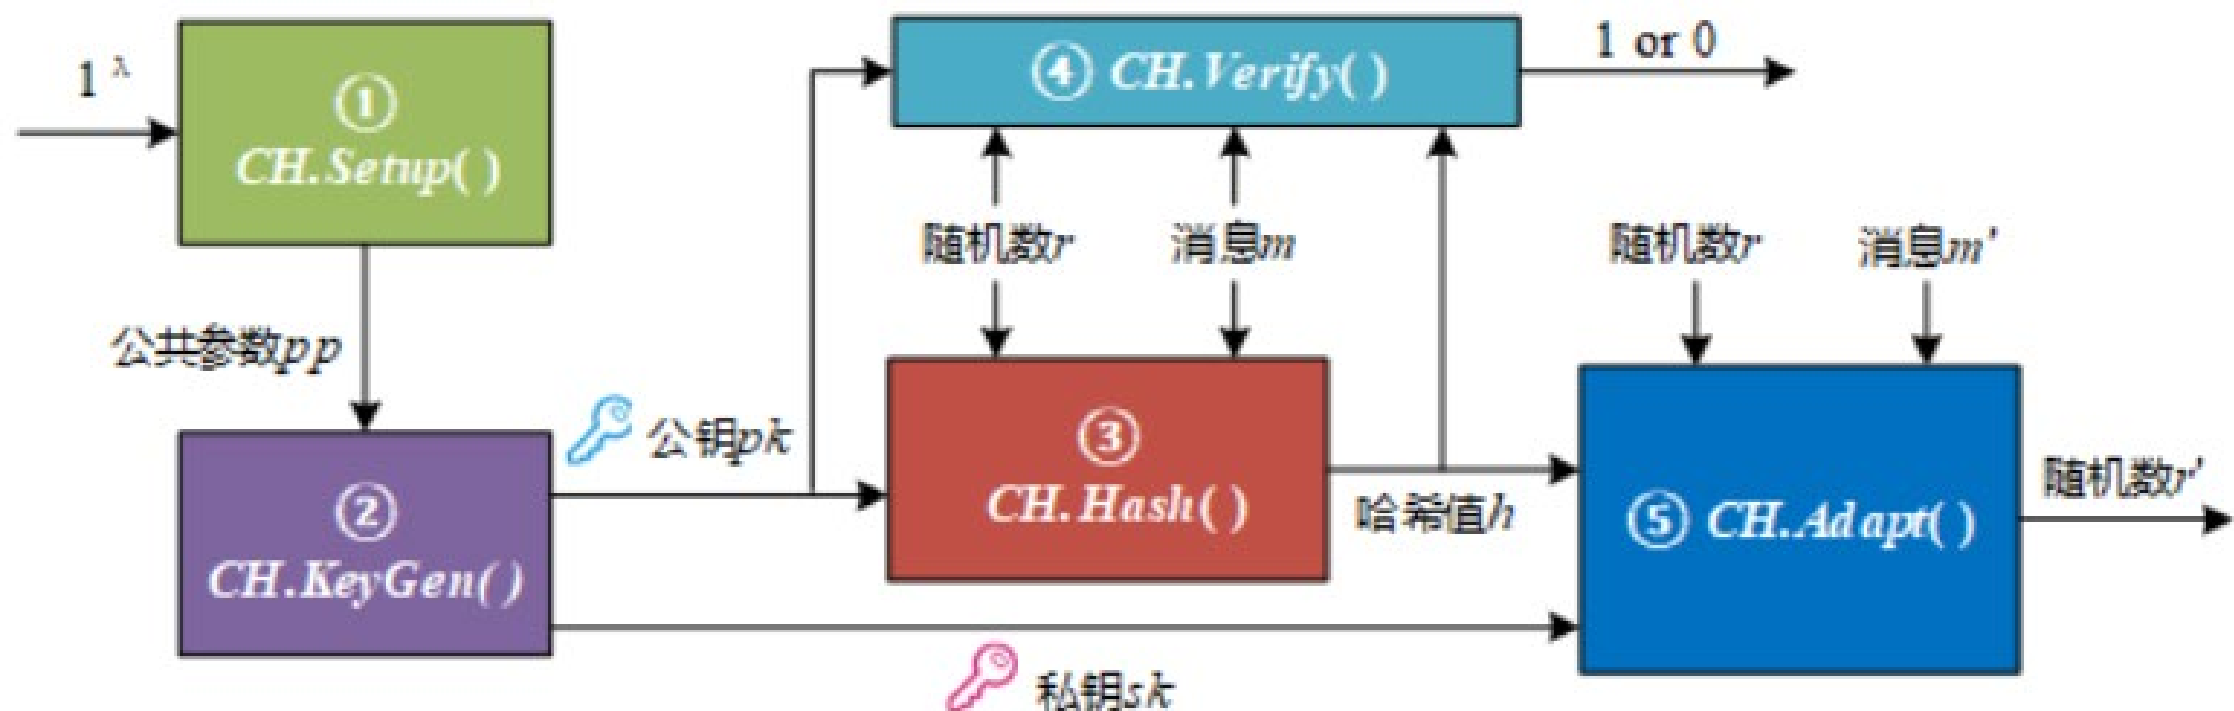 1 λ
①
CH.Setup( )
公共参数pp
②
CH.KeyGen( )
公钥pk
私钥sk
④ CH.Verify( )
1 or 0
随机数r
消息m
③
CH.Hash( )
哈希值h
随机数r
消息m'
⑤ CH.Adapt( )
随机数r'